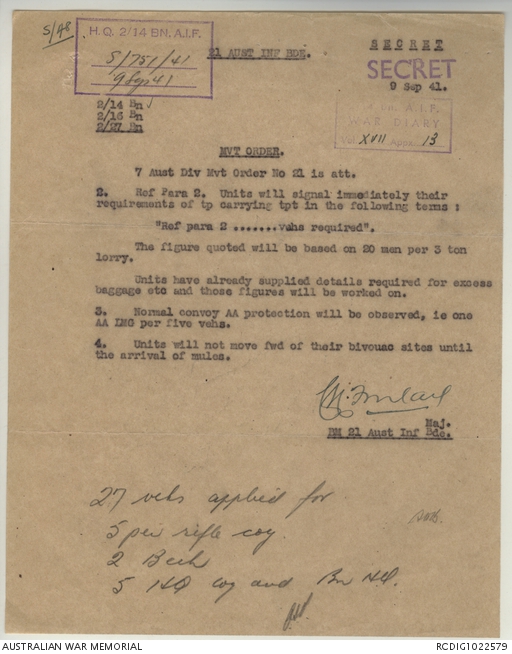 S/98
H.Q. 2/14 BN. A.I.F.
S/751/41
9 Sep 41
21 AUST INF BDE.
SECRET
SECRET
9 Sep 41.
2/14 Bn
2/16 Bn
2/27 Bn
A.I.F.
WAR DIARY
Vol XVII Appx. 13
MVT ORDER.
7 Aust Div Mvt Order No 21 is att.
2. Ref Para 2. Units will signal immediately their
requirements of tp carrying tpt in the following terms :
"Ref para 2 .......vehs required".
The figure quoted will be based on 20 men per 3 ton
lorry.
Units have already supplied details required for excess
baggage etc and those figures will be worked on.
3. Normal convoy AA protection will be observed, ie one
AA LMG per five vehs.
4. Units will not move fwd of their bivouac sites until
the arrival of mules.
Maj.
BM 21 Aust Inf Bde.
27 vehs applied for
5 per rifle coy
2 Bech
5 HQ coy and Bn H.Q.
AUSTRALIAN WAR MEMORIAL
RCDIG1022579